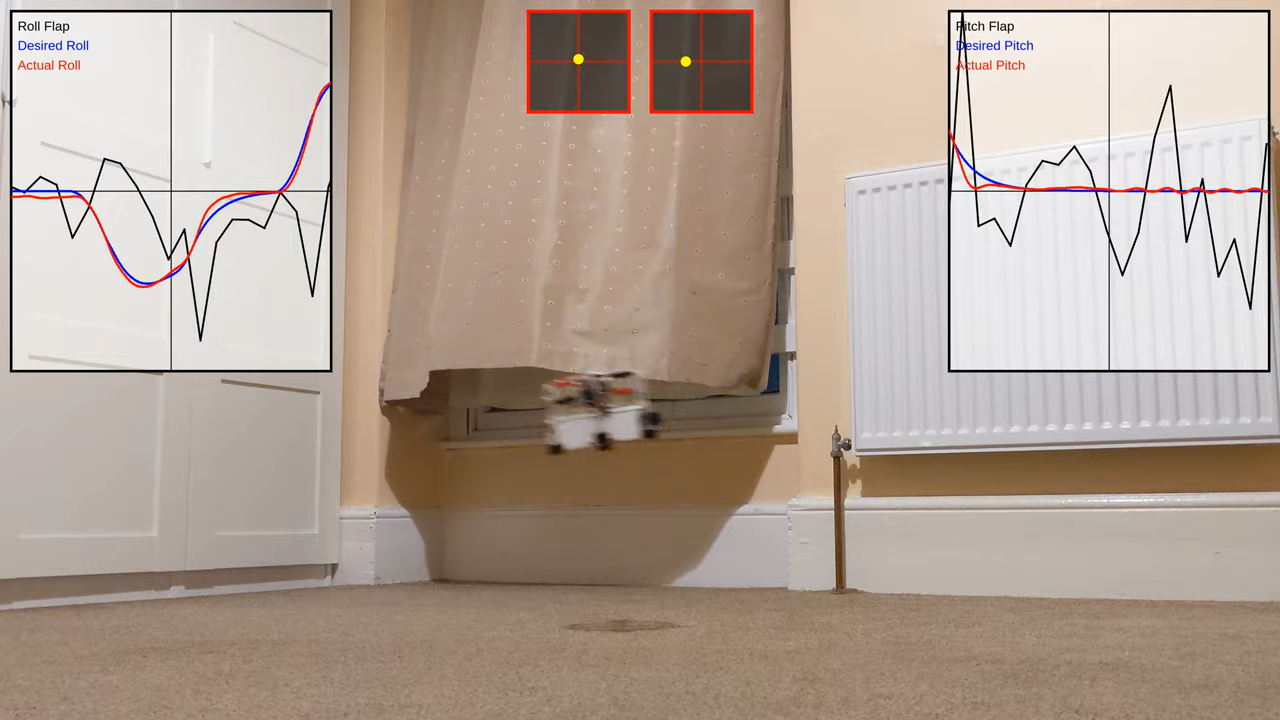 Roll Flap
Desired Roll
Actual Roll
Pitch Flap
Desired Pitch
Actual Pitch